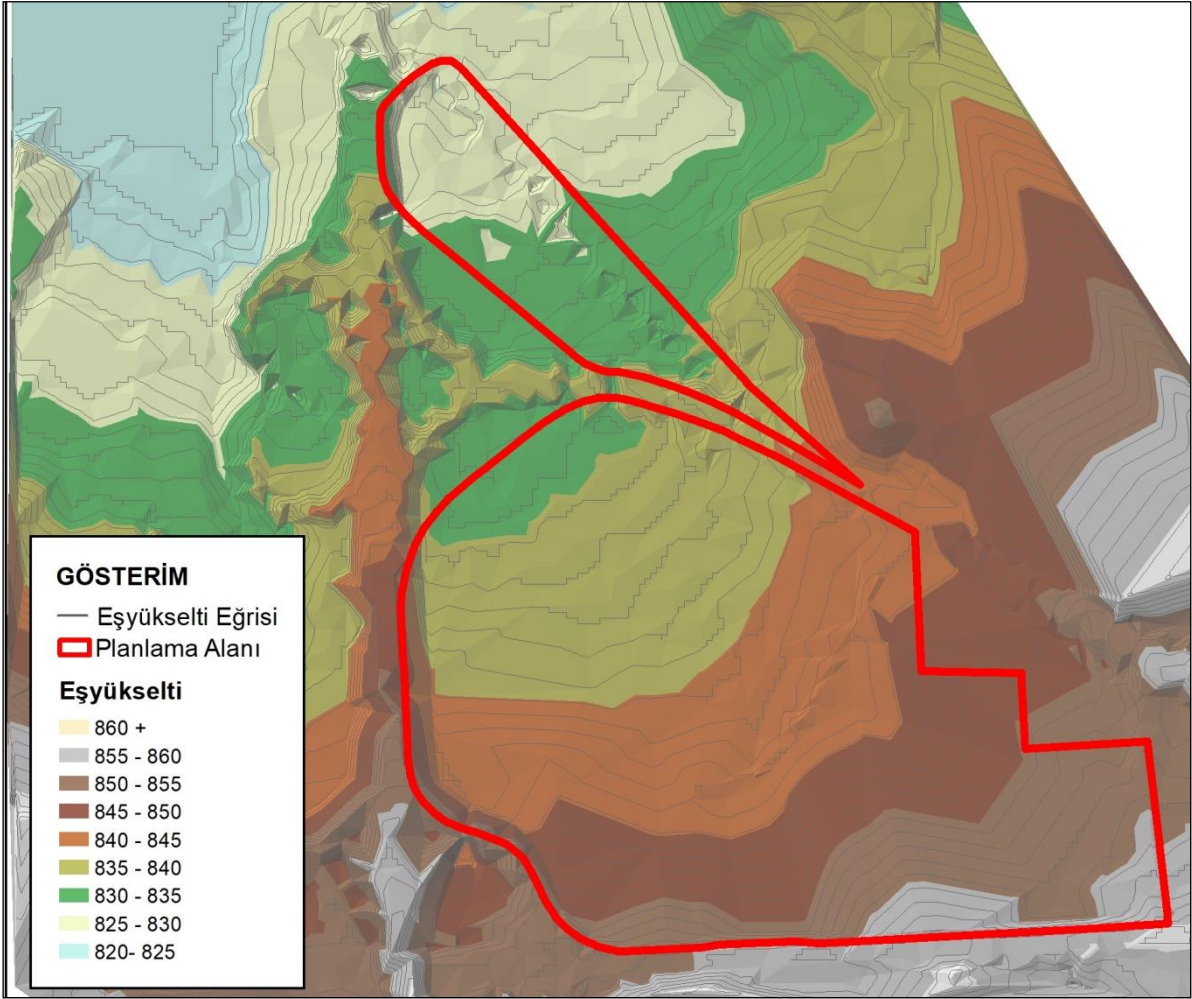 GÖSTERİM
Eşyükselti Eğrisi
Planlama Alanı
Eşyükselti
860 +
855 - 860
850 - 855
845 - 850
840 - 845
835 - 840
830 - 835
825 - 830
820- 825